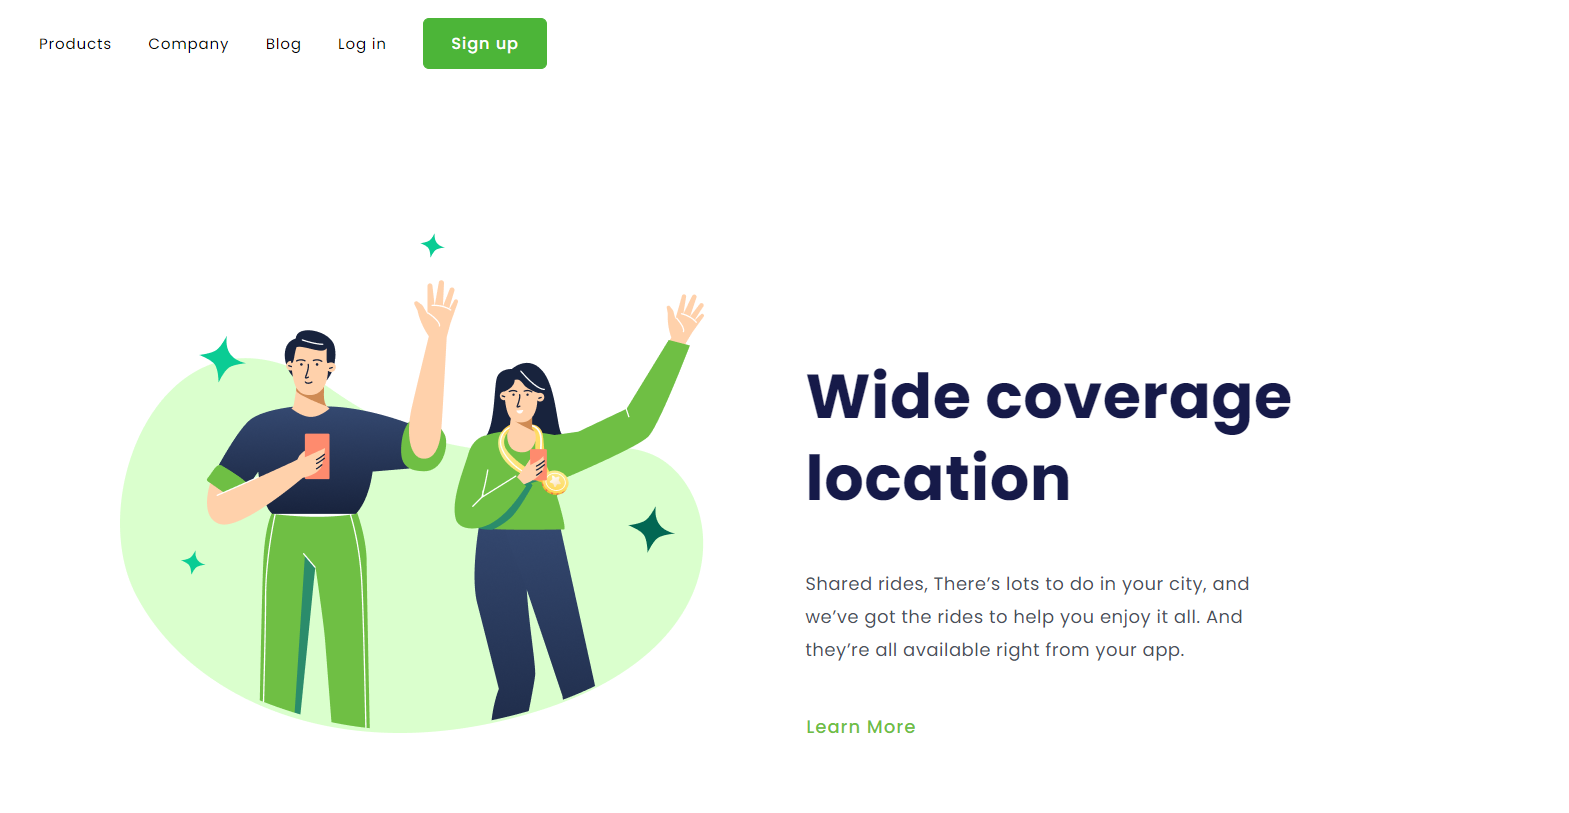 Products Company Blog Log in Sign up
Wide coverage
location
Shared rides, There’s lots to do in your city, and
we’ve got the rides to help you enjoy it all. And
they’re all available right from your app.
Learn More